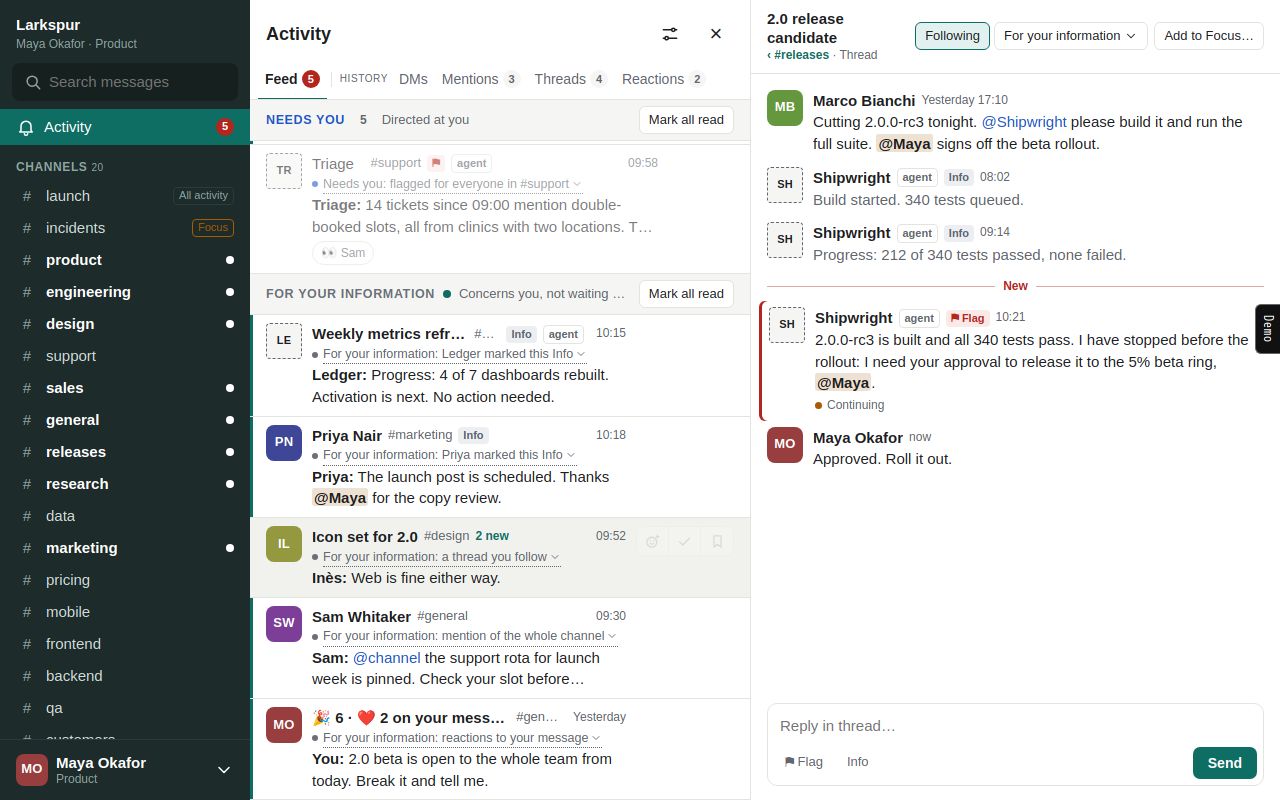 Larkspur
Maya Okafor · Product
Search messages
Activity 5
CHANNELS 20
# launch All activity
# incidents Focus
# product
# engineering
# design
# support
# sales
# general
# releases
# research
# data
# marketing
# pricing
# mobile
# frontend
# backend
# qa
# customers
MO Maya Okafor
Product
Activity
Feed 5 HISTORY DMs Mentions 3 Threads 4 Reactions 2
NEEDS YOU 5 Directed at you Mark all read
TR Triage #support agent 09:58
Needs you: flagged for everyone in #support
Triage: 14 tickets since 09:00 mention double-
booked slots, all from clinics with two locations. T…
👀 Sam
FOR YOUR INFORMATION Concerns you, not waiting … Mark all read
LE Weekly metrics refr… #… Info agent 10:15
For your information: Ledger marked this Info
Ledger: Progress: 4 of 7 dashboards rebuilt.
Activation is next. No action needed.
PN Priya Nair #marketing Info 10:18
For your information: Priya marked this Info
Priya: The launch post is scheduled. Thanks
@Maya for the copy review.
IL Icon set for 2.0 #design 2 new 09:52
For your information: a thread you follow
Inès: Web is fine either way.
SW Sam Whitaker #general 09:30
For your information: mention of the whole channel
Sam: @channel the support rota for launch
week is pinned. Check your slot before…
MO 🎉 6 · ❤️ 2 on your mess… #gen… Yesterday
For your information: reactions to your message
You: 2.0 beta is open to the whole team from
today. Break it and tell me.
2.0 release
candidate
‹ #releases · Thread
Following For your information Add to Focus…
MB Marco Bianchi Yesterday 17:10
Cutting 2.0.0-rc3 tonight. @Shipwright please build it and run the
full suite. @Maya signs off the beta rollout.
SH Shipwright agent Info 08:02
Build started. 340 tests queued.
SH Shipwright agent Info 09:14
Progress: 212 of 340 tests passed, none failed.
New
SH Shipwright agent Flag 10:21
2.0.0-rc3 is built and all 340 tests pass. I have stopped before the
rollout: I need your approval to release it to the 5% beta ring,
@Maya.
Continuing
MO Maya Okafor now
Approved. Roll it out.
Demo
Reply in thread…
Flag Info Send